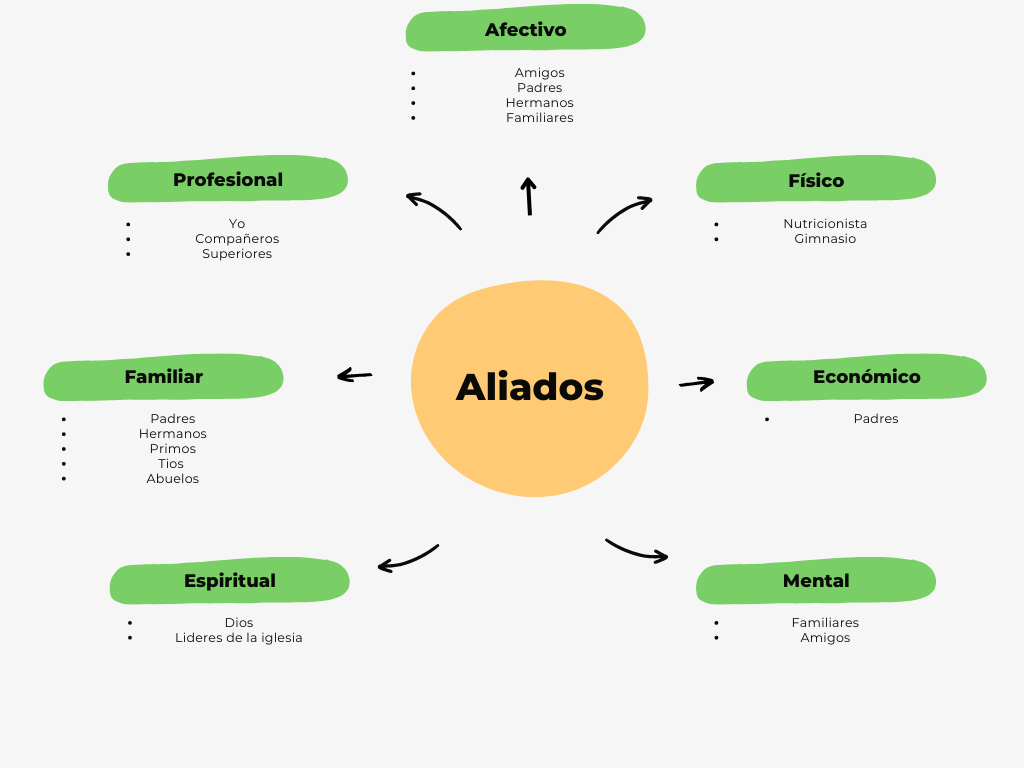 Afectivo
• Amigos
• Padres
• Hermanos
• Familiares
Profesional
• Yo
• Compañeros
• Superiores
Físico
• Nutricionista
• Gimnasio
Aliados
Familiar
• Padres
• Hermanos
• Primos
• Tios
• Abuelos
Económico
• Padres
Espiritual
• Dios
• Lideres de la iglesia
Mental
• Familiares
• Amigos